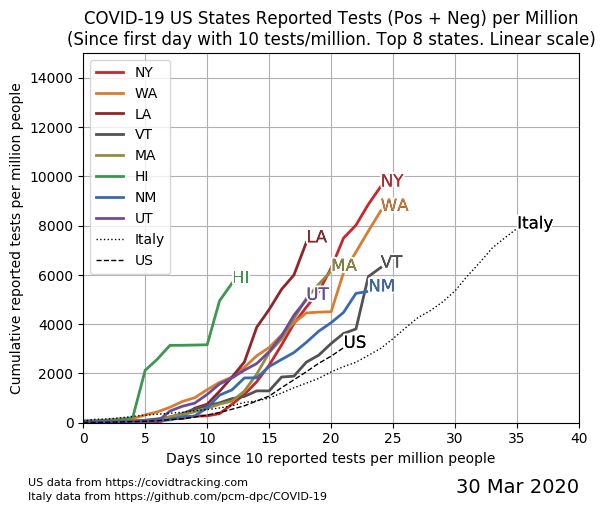 COVID-19 US States Reported Tests (Pos + Neg) per Million
(Since first day with 10 tests/million. Top 8 states. Linear scale)
Cumulative reported tests per million people
14000
12000
10000
8000
6000
4000
2000
0
NY
WA
LA
VT
MA
HI
NM
UT
Italy
US
NY
WA
LA
Italy
VT
MA
HI
NM
UT
US
0 5 10 15 20 25 30 35 40
Days since 10 reported tests per million people
US data from https://covidtracking.com
Italy data from https://github.com/pcm-dpc/COVID-19
30 Mar 2020